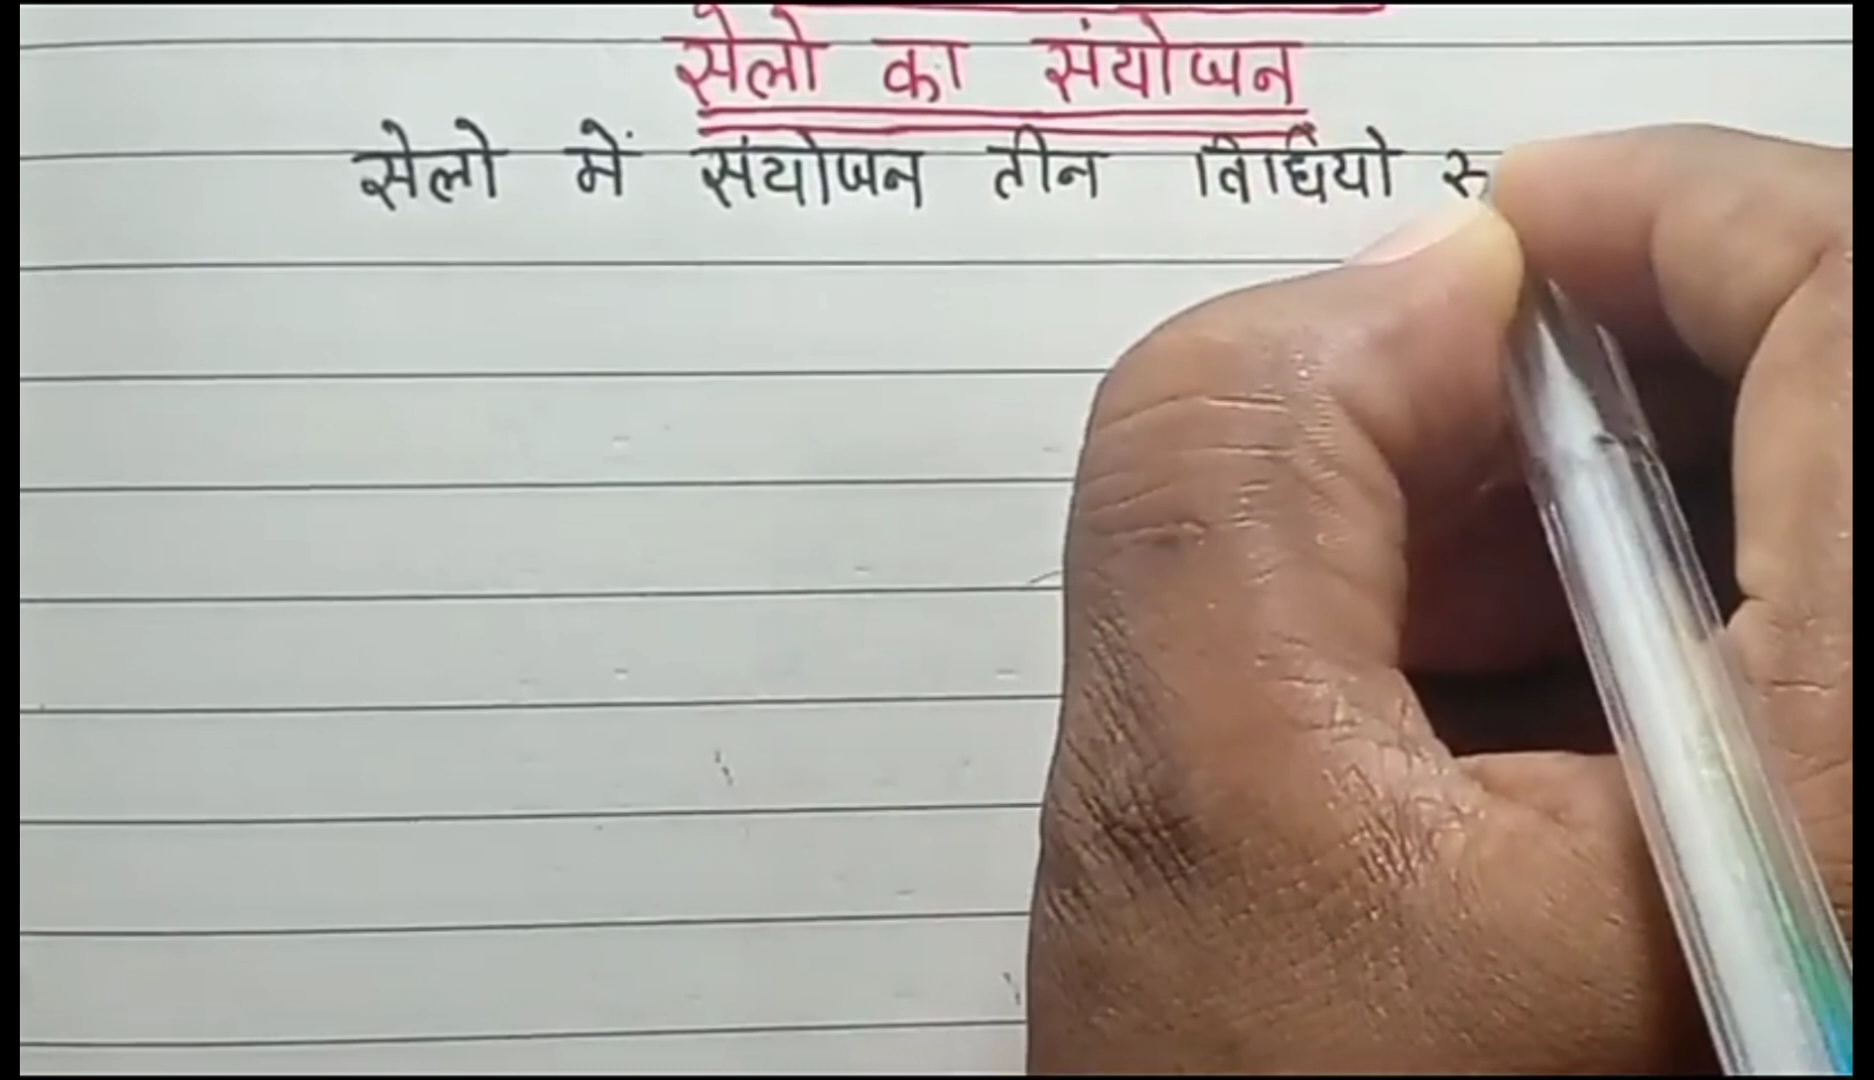 सेलो का संयोजन
सेलो में संयोजन तीन विधियो